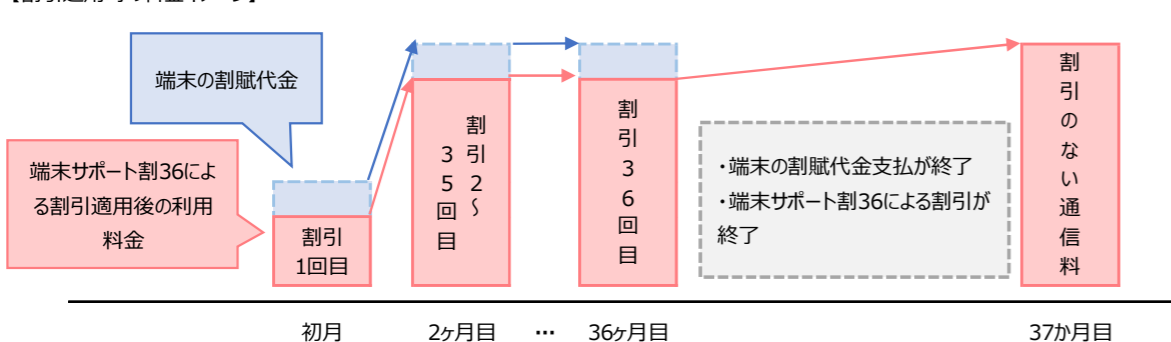 端末の割賦代金
端末サポート割36によ
る割引適用後の利用
料金
割引
1回目
割引2～
35回目
割引36回目
・端末の割賦代金支払が終了
・端末サポート割36による割引が
終了
割引のない通信料
初月
2ヶ月目
…
36ヶ月目
37か月目